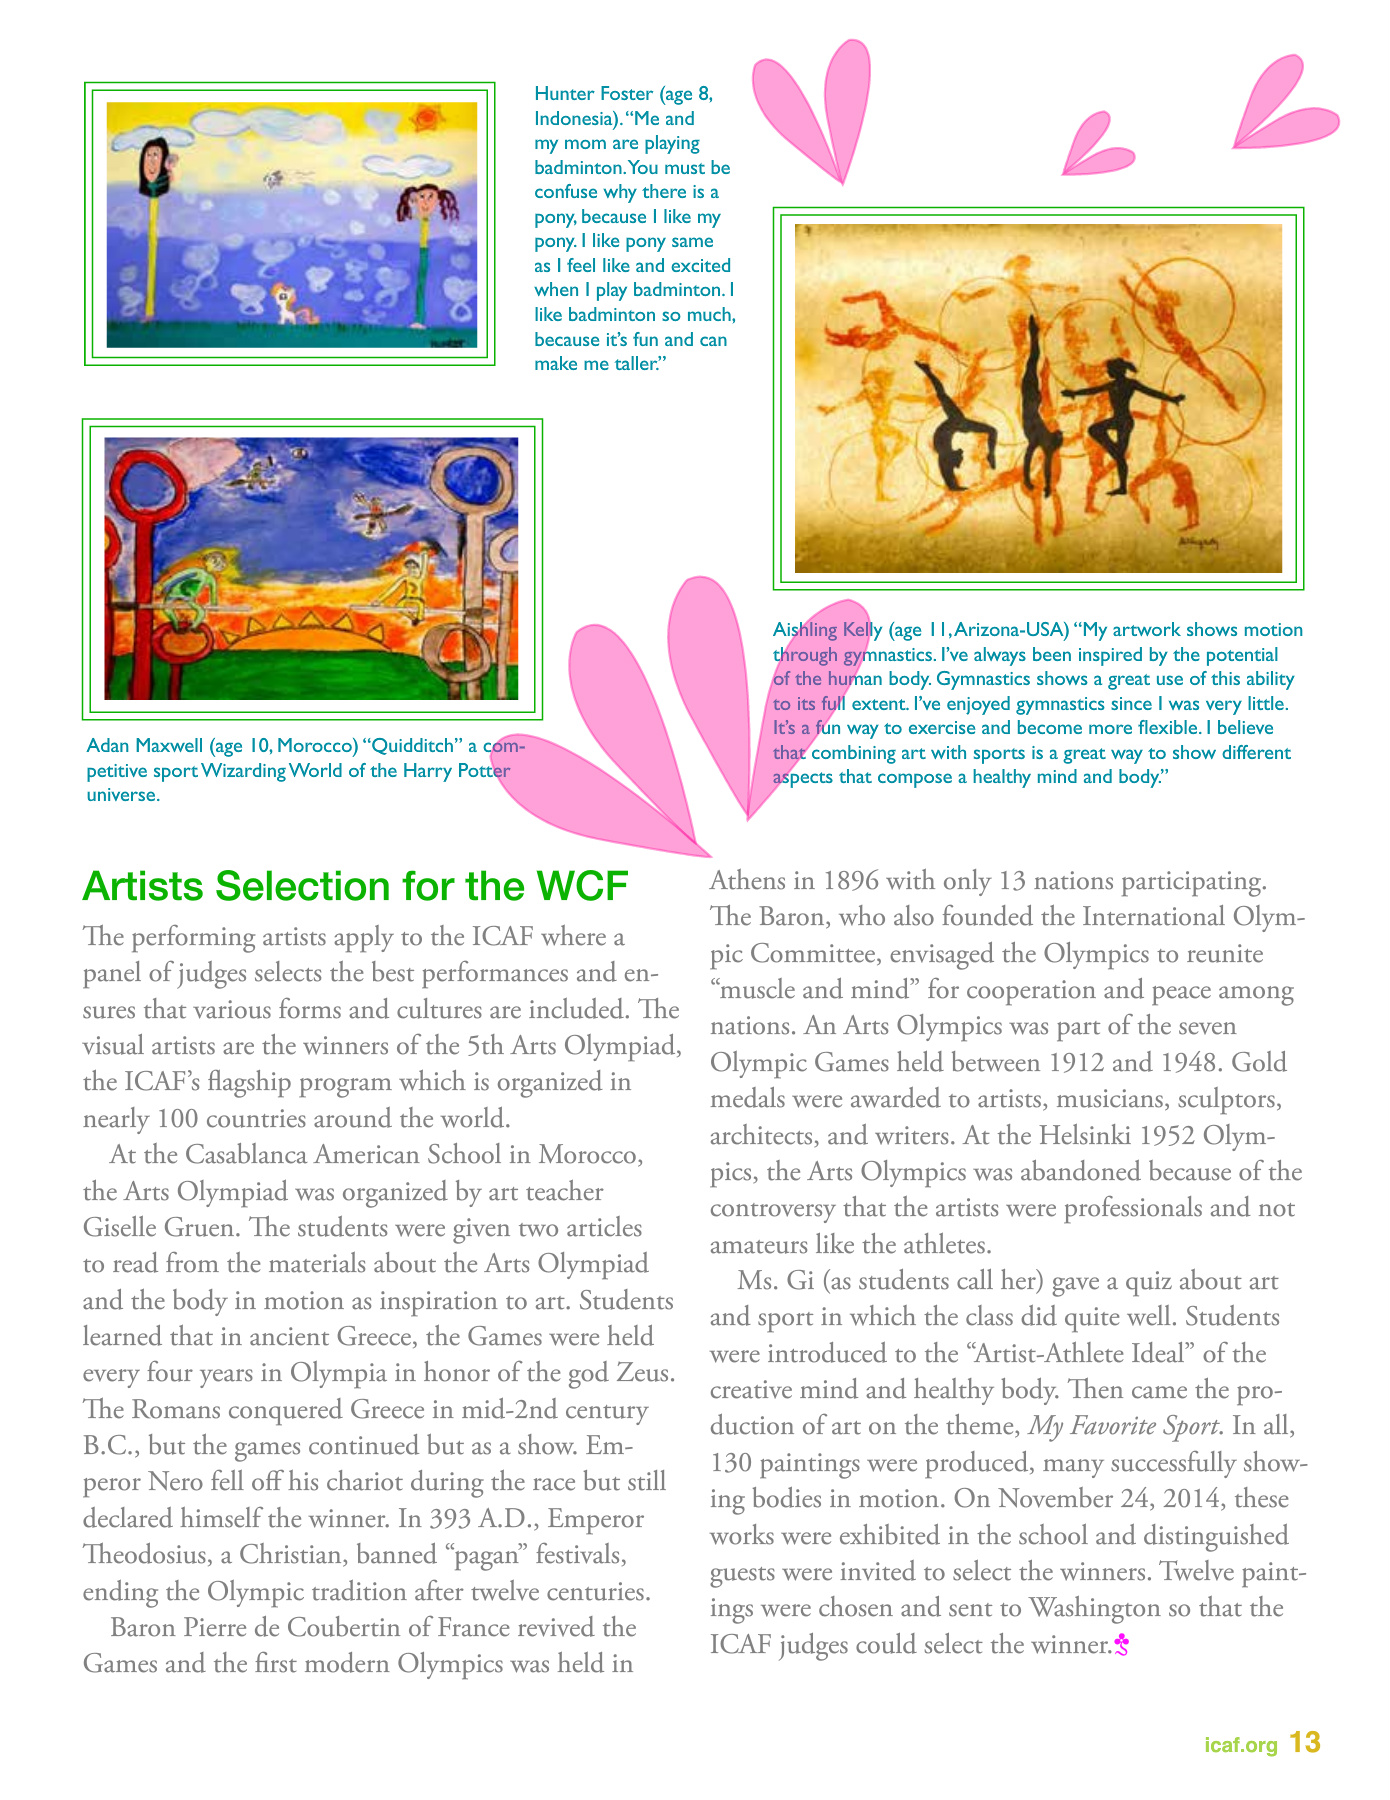 Hunter Foster (age 8,
Indonesia). “Me and
my mom are playing
badminton. You must be
confuse why there is a
pony, because I like my
pony. I like pony same
as I feel like and excited
when I play badminton. I
like badminton so much,
because it’s fun and can
make me taller.”
Adan Maxwell (age 10, Morocco) “Quidditch” a com-
petitive sport Wizarding World of the Harry Potter
universe.
Aishling Kelly (age 11, Arizona-USA) “My artwork shows motion
through gymnastics. I’ve always been inspired by the potential
of the human body. Gymnastics shows a great use of this ability
to its full extent. I’ve enjoyed gymnastics since I was very little.
It’s a fun way to exercise and become more flexible. I believe
that combining art with sports is a great way to show different
aspects that compose a healthy mind and body.”
Artists Selection for the WCF
The performing artists apply to the ICAF where a
panel of judges selects the best performances and en-
sures that various forms and cultures are included. The
visual artists are the winners of the 5th Arts Olympiad,
the ICAF’s flagship program which is organized in
nearly 100 countries around the world.
At the Casablanca American School in Morocco,
the Arts Olympiad was organized by art teacher
Giselle Gruen. The students were given two articles
to read from the materials about the Arts Olympiad
and the body in motion as inspiration to art. Students
learned that in ancient Greece, the Games were held
every four years in Olympia in honor of the god Zeus.
The Romans conquered Greece in mid-2nd century
B.C., but the games continued but as a show. Em-
peror Nero fell off his chariot during the race but still
declared himself the winner. In 393 A.D., Emperor
Theodosius, a Christian, banned “pagan” festivals,
ending the Olympic tradition after twelve centuries.
Baron Pierre de Coubertin of France revived the
Games and the first modern Olympics was held in
Athens in 1896 with only 13 nations participating.
The Baron, who also founded the International Olym-
pic Committee, envisaged the Olympics to reunite
“muscle and mind” for cooperation and peace among
nations. An Arts Olympics was part of the seven
Olympic Games held between 1912 and 1948. Gold
medals were awarded to artists, musicians, sculptors,
architects, and writers. At the Helsinki 1952 Olym-
pics, the Arts Olympics was abandoned because of the
controversy that the artists were professionals and not
amateurs like the athletes.
Ms. Gi (as students call her) gave a quiz about art
and sport in which the class did quite well. Students
were introduced to the “Artist-Athlete Ideal” of the
creative mind and healthy body. Then came the pro-
duction of art on the theme, My Favorite Sport. In all,
130 paintings were produced, many successfully show-
ing bodies in motion. On November 24, 2014, these
works were exhibited in the school and distinguished
guests were invited to select the winners. Twelve paint-
ings were chosen and sent to Washington so that the
ICAF judges could select the winner.
icaf.org 13